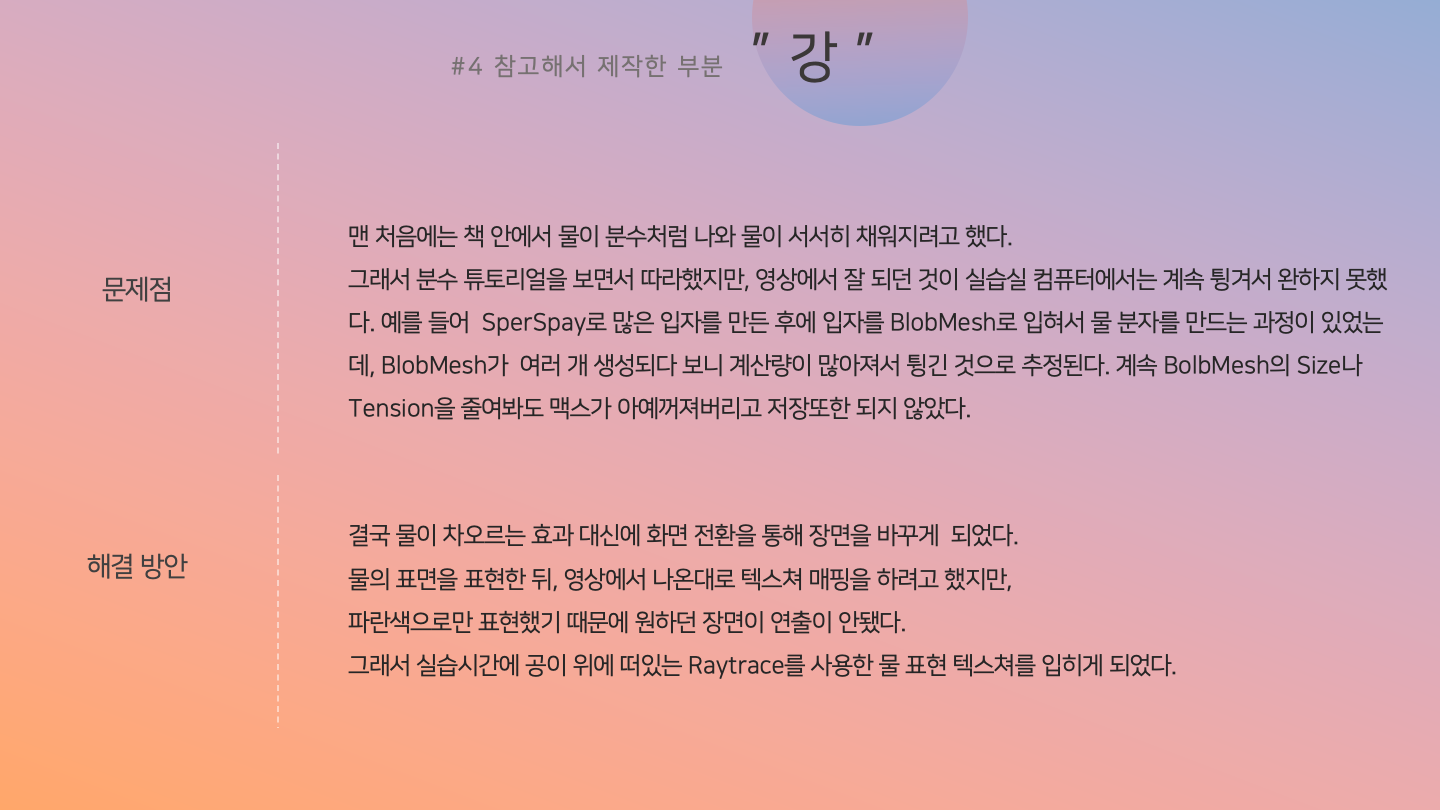 #4 참고해서 제작한 부분 " 강 "
문제점
맨 처음에는 책 안에서 물이 분수처럼 나와 물이 서서히 채워지려고 했다.
그래서 분수 튜토리얼을 보면서 따라했지만, 영상에서 잘 되던 것이 실습실 컴퓨터에서는 계속 튕겨서 완하지 못했
다. 예를 들어  SperSpay로 많은 입자를 만든 후에 입자를 BlobMesh로 입혀서 물 분자를 만드는 과정이 있었는
데, BlobMesh가  여러 개 생성되다 보니 계산량이 많아져서 튕긴 것으로 추정된다. 계속 BolbMesh의 Size나
Tension을 줄여봐도 맥스가 아예꺼져버리고 저장또한 되지 않았다.
해결 방안
결국 물이 차오르는 효과 대신에 화면 전환을 통해 장면을 바꾸게  되었다.
물의 표면을 표현한 뒤, 영상에서 나온대로 텍스쳐 매핑을 하려고 했지만,
파란색으로만 표현했기 때문에 원하던 장면이 연출이 안됐다.
그래서 실습시간에 공이 위에 떠있는 Raytrace를 사용한 물 표현 텍스쳐를 입히게 되었다.